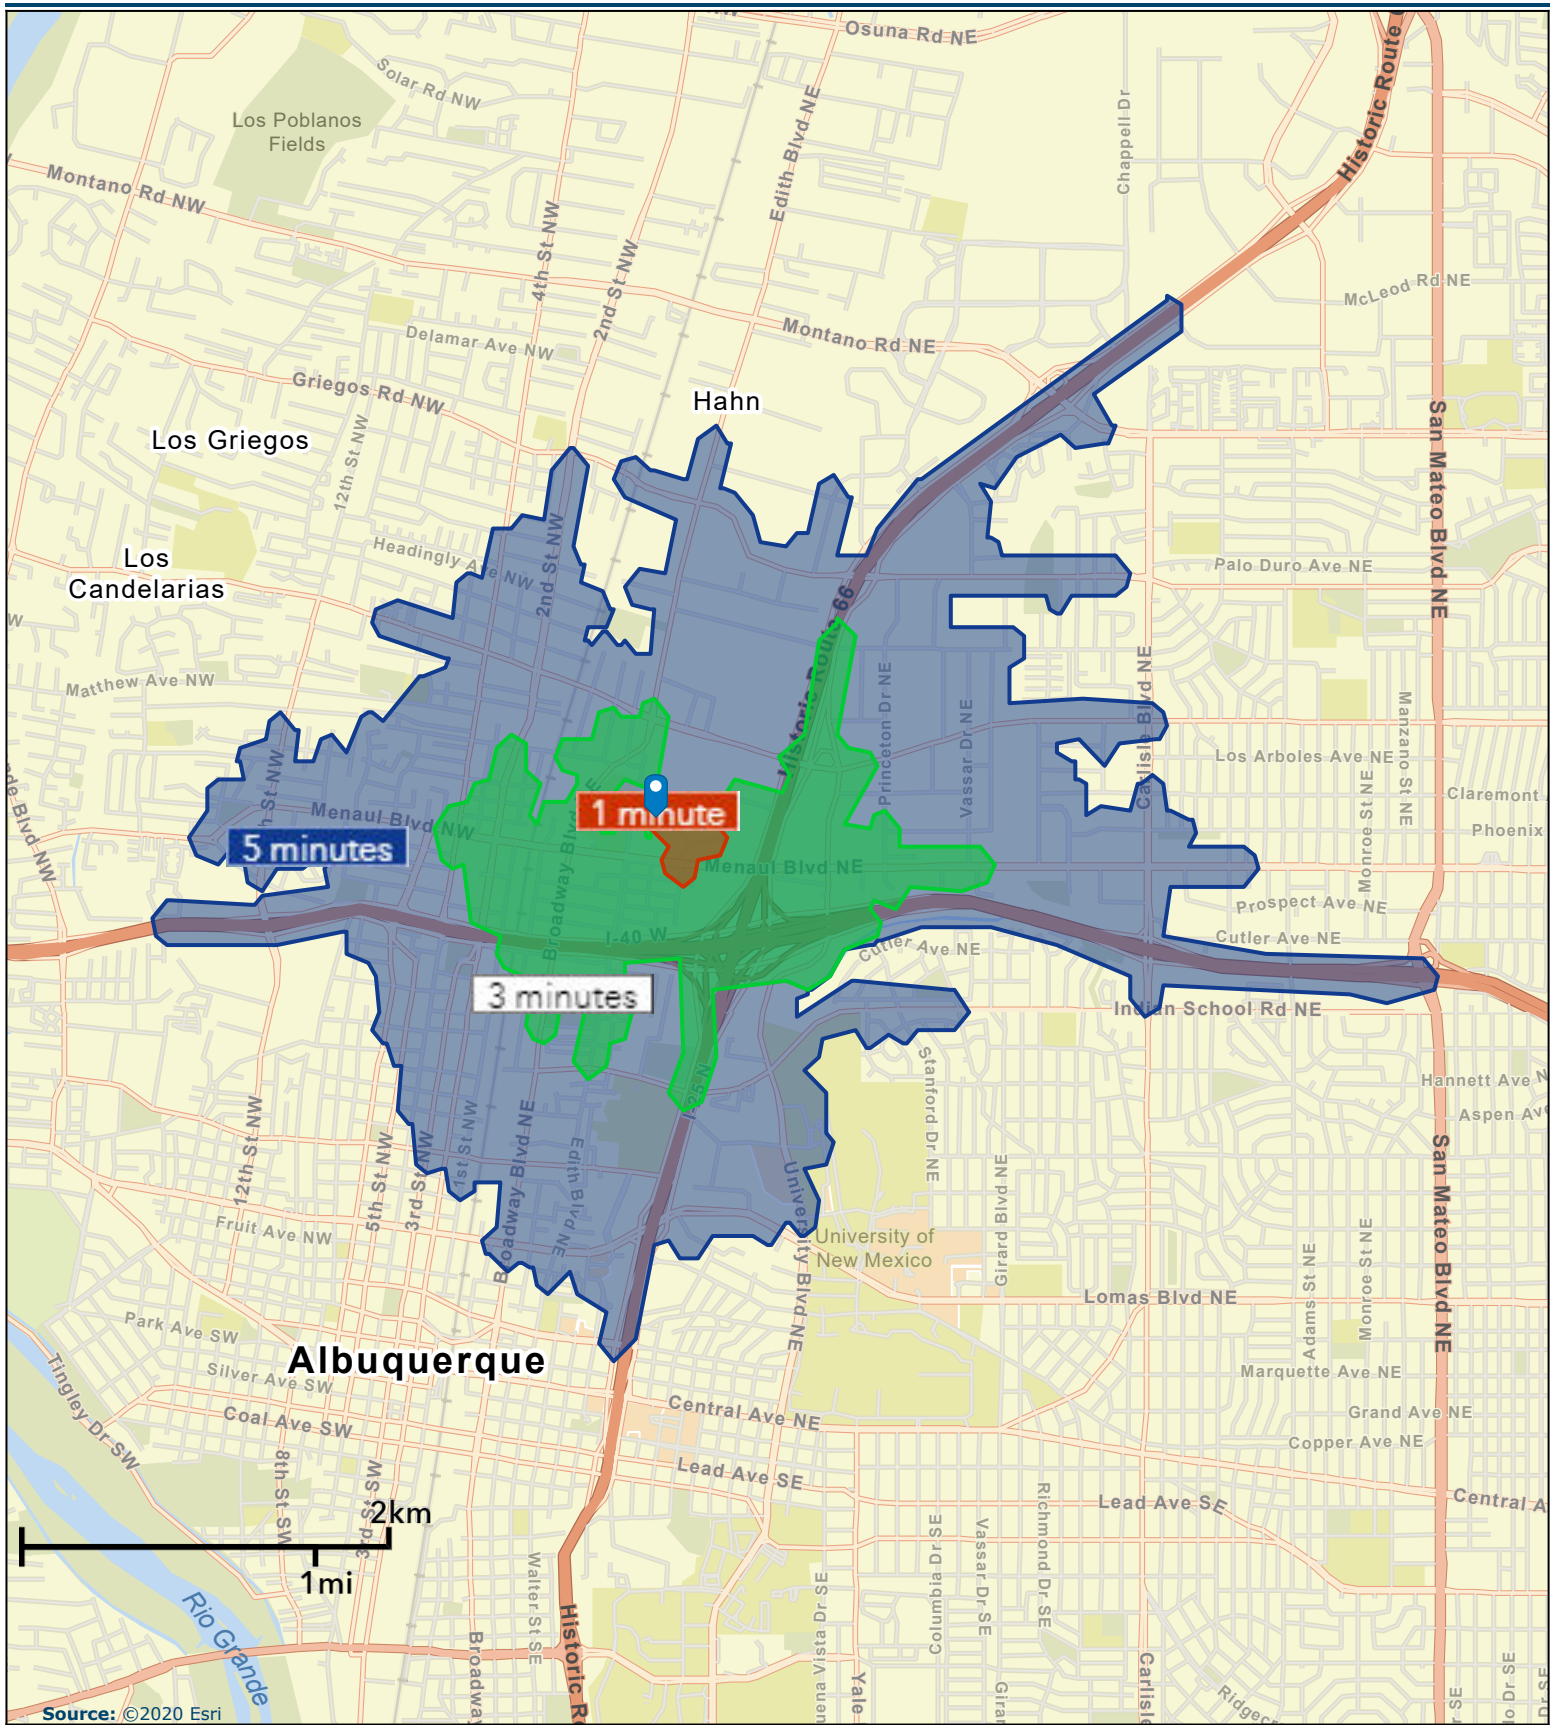 Osuna Rd NE
Solar Rd NW
Los Poblanos
Fields
Edith Blvd NE
Chappell Dr
Montano Rd NW
4th St NW
2nd St NW
McLeod Rd NE
Delamar Ave NW
Montano Rd NE
Griegos Rd NW
Hahn
Los Griegos
12th St NW
San Mateo Blvd NE
Los
Candelarias
Headingly Ave NW
2nd St NW
Palo Duro Ave NE
Historic Route 66
Matthew Ave NW
Princeton Dr NE
Vassar Dr NE
Carlisle Blvd NE
Manzano St NE
Los Arboles Ave NE
Monroe St NE
Claremont
Phoenix
Menaul Blvd NW
1 minute
5 minutes
Menaul Blvd NE
Broadway Blvd NE
Prospect Ave NE
I-40 W
Cutler Ave NE
Cutler Ave NE
3 minutes
Indian School Rd NE
I-25 N
Stanford Dr NE
Hannett Ave N
Aspen Ave
12th St NW
5th St NW
3rd St NW
1st St NW
Broadway Blvd NE
Edith Blvd NE
University Blvd NE
Girard Blvd NE
San Mateo Blvd NE
Fruit Ave NW
University of
New Mexico
Adams St NE
Monroe St NE
Lomas Blvd NE
Park Ave SW
Albuquerque
Silver Ave SW
Marquette Ave NE
Tingley Dr SW
Coal Ave SW
Central Ave NE
Grand Ave NE
Copper Ave NE
8th St SW
3rd St SW
Lead Ave SE
Richmond Dr SE
Lead Ave SE
Central A
2km
1mi
Columbia Dr SE
Vassar Dr SE
Walter St SE
Rio Grande
Historic R
Broadway
uena Vista Dr SE
Yale
Girar
Carlisle
Ridgecr
Source: ©2020 Esri